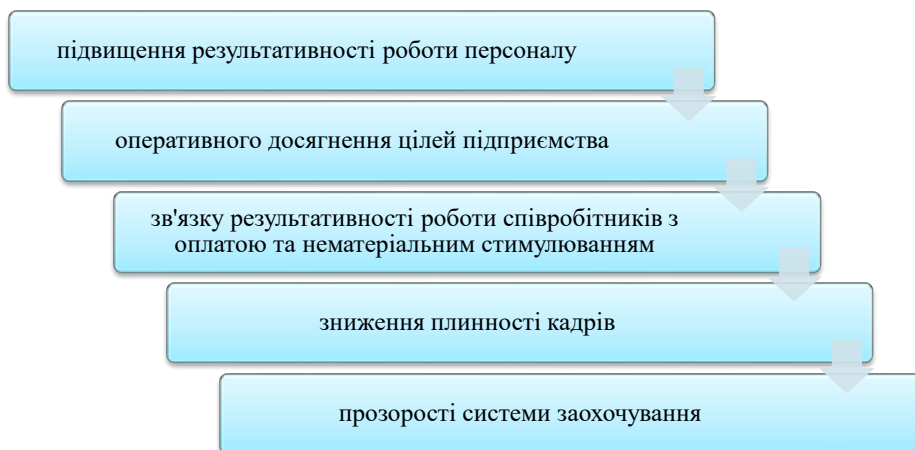 підвищення результативності роботи персоналу
оперативного досягнення цілей підприємства
зв'язку результативності роботи співробітників з
оплатою та нематеріальним стимулюванням
зниження плинності кадрів
прозорості системи заохочування